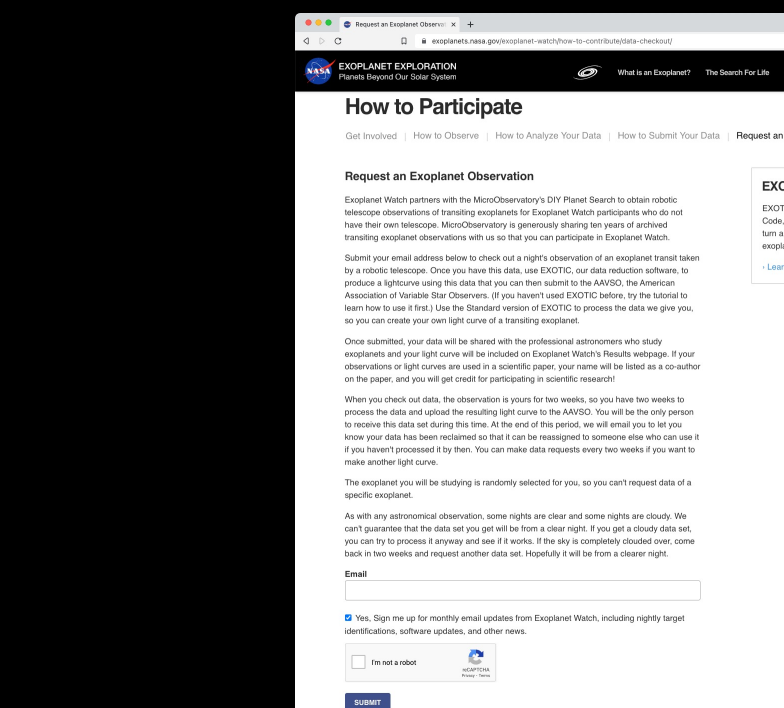 Request an Exoplanet Observat
exoplanets.nasa.gov/exoplanet-watch/how-to-contribute/data-checkout/
NASA
EXOPLANET EXPLORATION
Planets Beyond Our Solar System
What is an Exoplanet? The Search For Life
How to Participate
Get Involved | How to Observe | How to Analyze Your Data | How to Submit Your Data | Request an
Request an Exoplanet Observation
Exoplanet Watch partners with the MicroObservatory's DIY Planet Search to obtain robotic
telescope observations of transiting exoplanets for Exoplanet Watch participants who do not
have their own telescope. MicroObservatory is generously sharing ten years of archived
transiting exoplanet observations with us so that you can participate in Exoplanet Watch.
Submit your email address below to check out a night's observation of an exoplanet transit taken
by a robotic telescope. Once you have this data, use EXOTIC, our data reduction software, to
produce a lightcurve using this data that you can then submit to the AAVSO, the American
Association of Variable Star Observers. (If you haven't used EXOTIC before, try the tutorial to
learn how to use it first.) Use the Standard version of EXOTIC to process the data we give you,
so you can create your own light curve of a transiting exoplanet.
Once submitted, your data will be shared with the professional astronomers who study
exoplanets and your light curve will be included on Exoplanet Watch's Results webpage. If your
observations or light curves are used in a scientific paper, your name will be listed as a co-author
on the paper, and you will get credit for participating in scientific research!
When you check out data, the observation is yours for two weeks, so you have two weeks to
process the data and upload the resulting light curve to the AAVSO. You will be the only person
to receive this data set during this time. At the end of this period, we will email you to let you
know your data has been reclaimed so that it can be reassigned to someone else who can use it
if you haven't processed it by then. You can make data requests every two weeks if you want to
make another light curve.
The exoplanet you will be studying is randomly selected for you, so you can't request data of a
specific exoplanet.
As with any astronomical observation, some nights are clear and some nights are cloudy. We
can't guarantee that the data set you get will be from a clear night. If you get a cloudy data set,
you can try to process it anyway and see if it works. If the sky is completely clouded over, come
back in two weeks and request another data set. Hopefully it will be from a clearer night.
Email
Yes, Sign me up for monthly email updates from Exoplanet Watch, including nightly target
identifications, software updates, and other news.
I'm not a robot
reCAPTCHA
Privacy - Terms
SUBMIT
EXO
EXOT
Code,
turn a
expla
› Lear